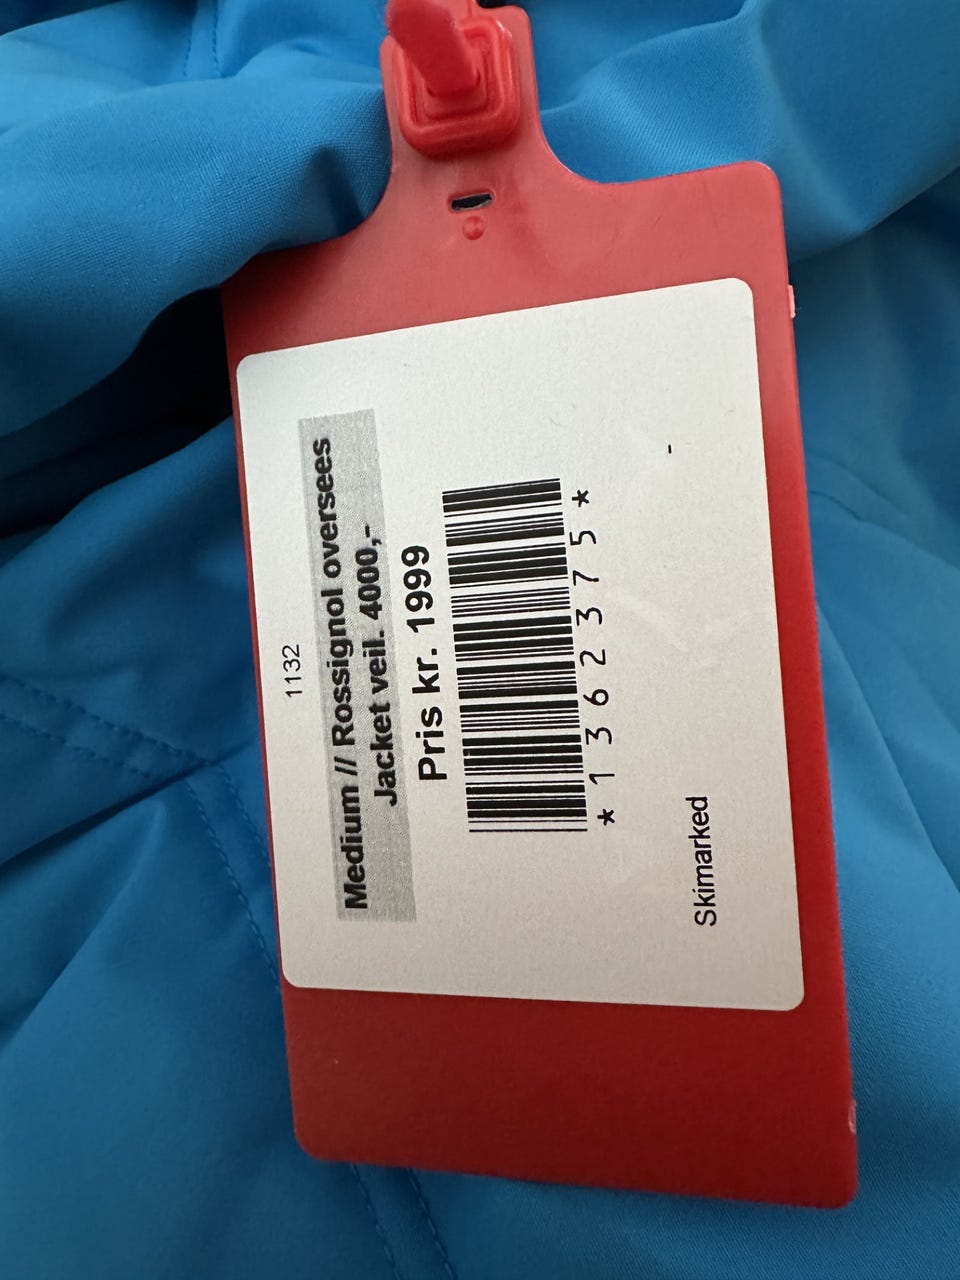 1132
Medium // Rossignol oversees
Jacket veil. 4000,-
Pris kr. 1999
*1362375*
Skimarked
-